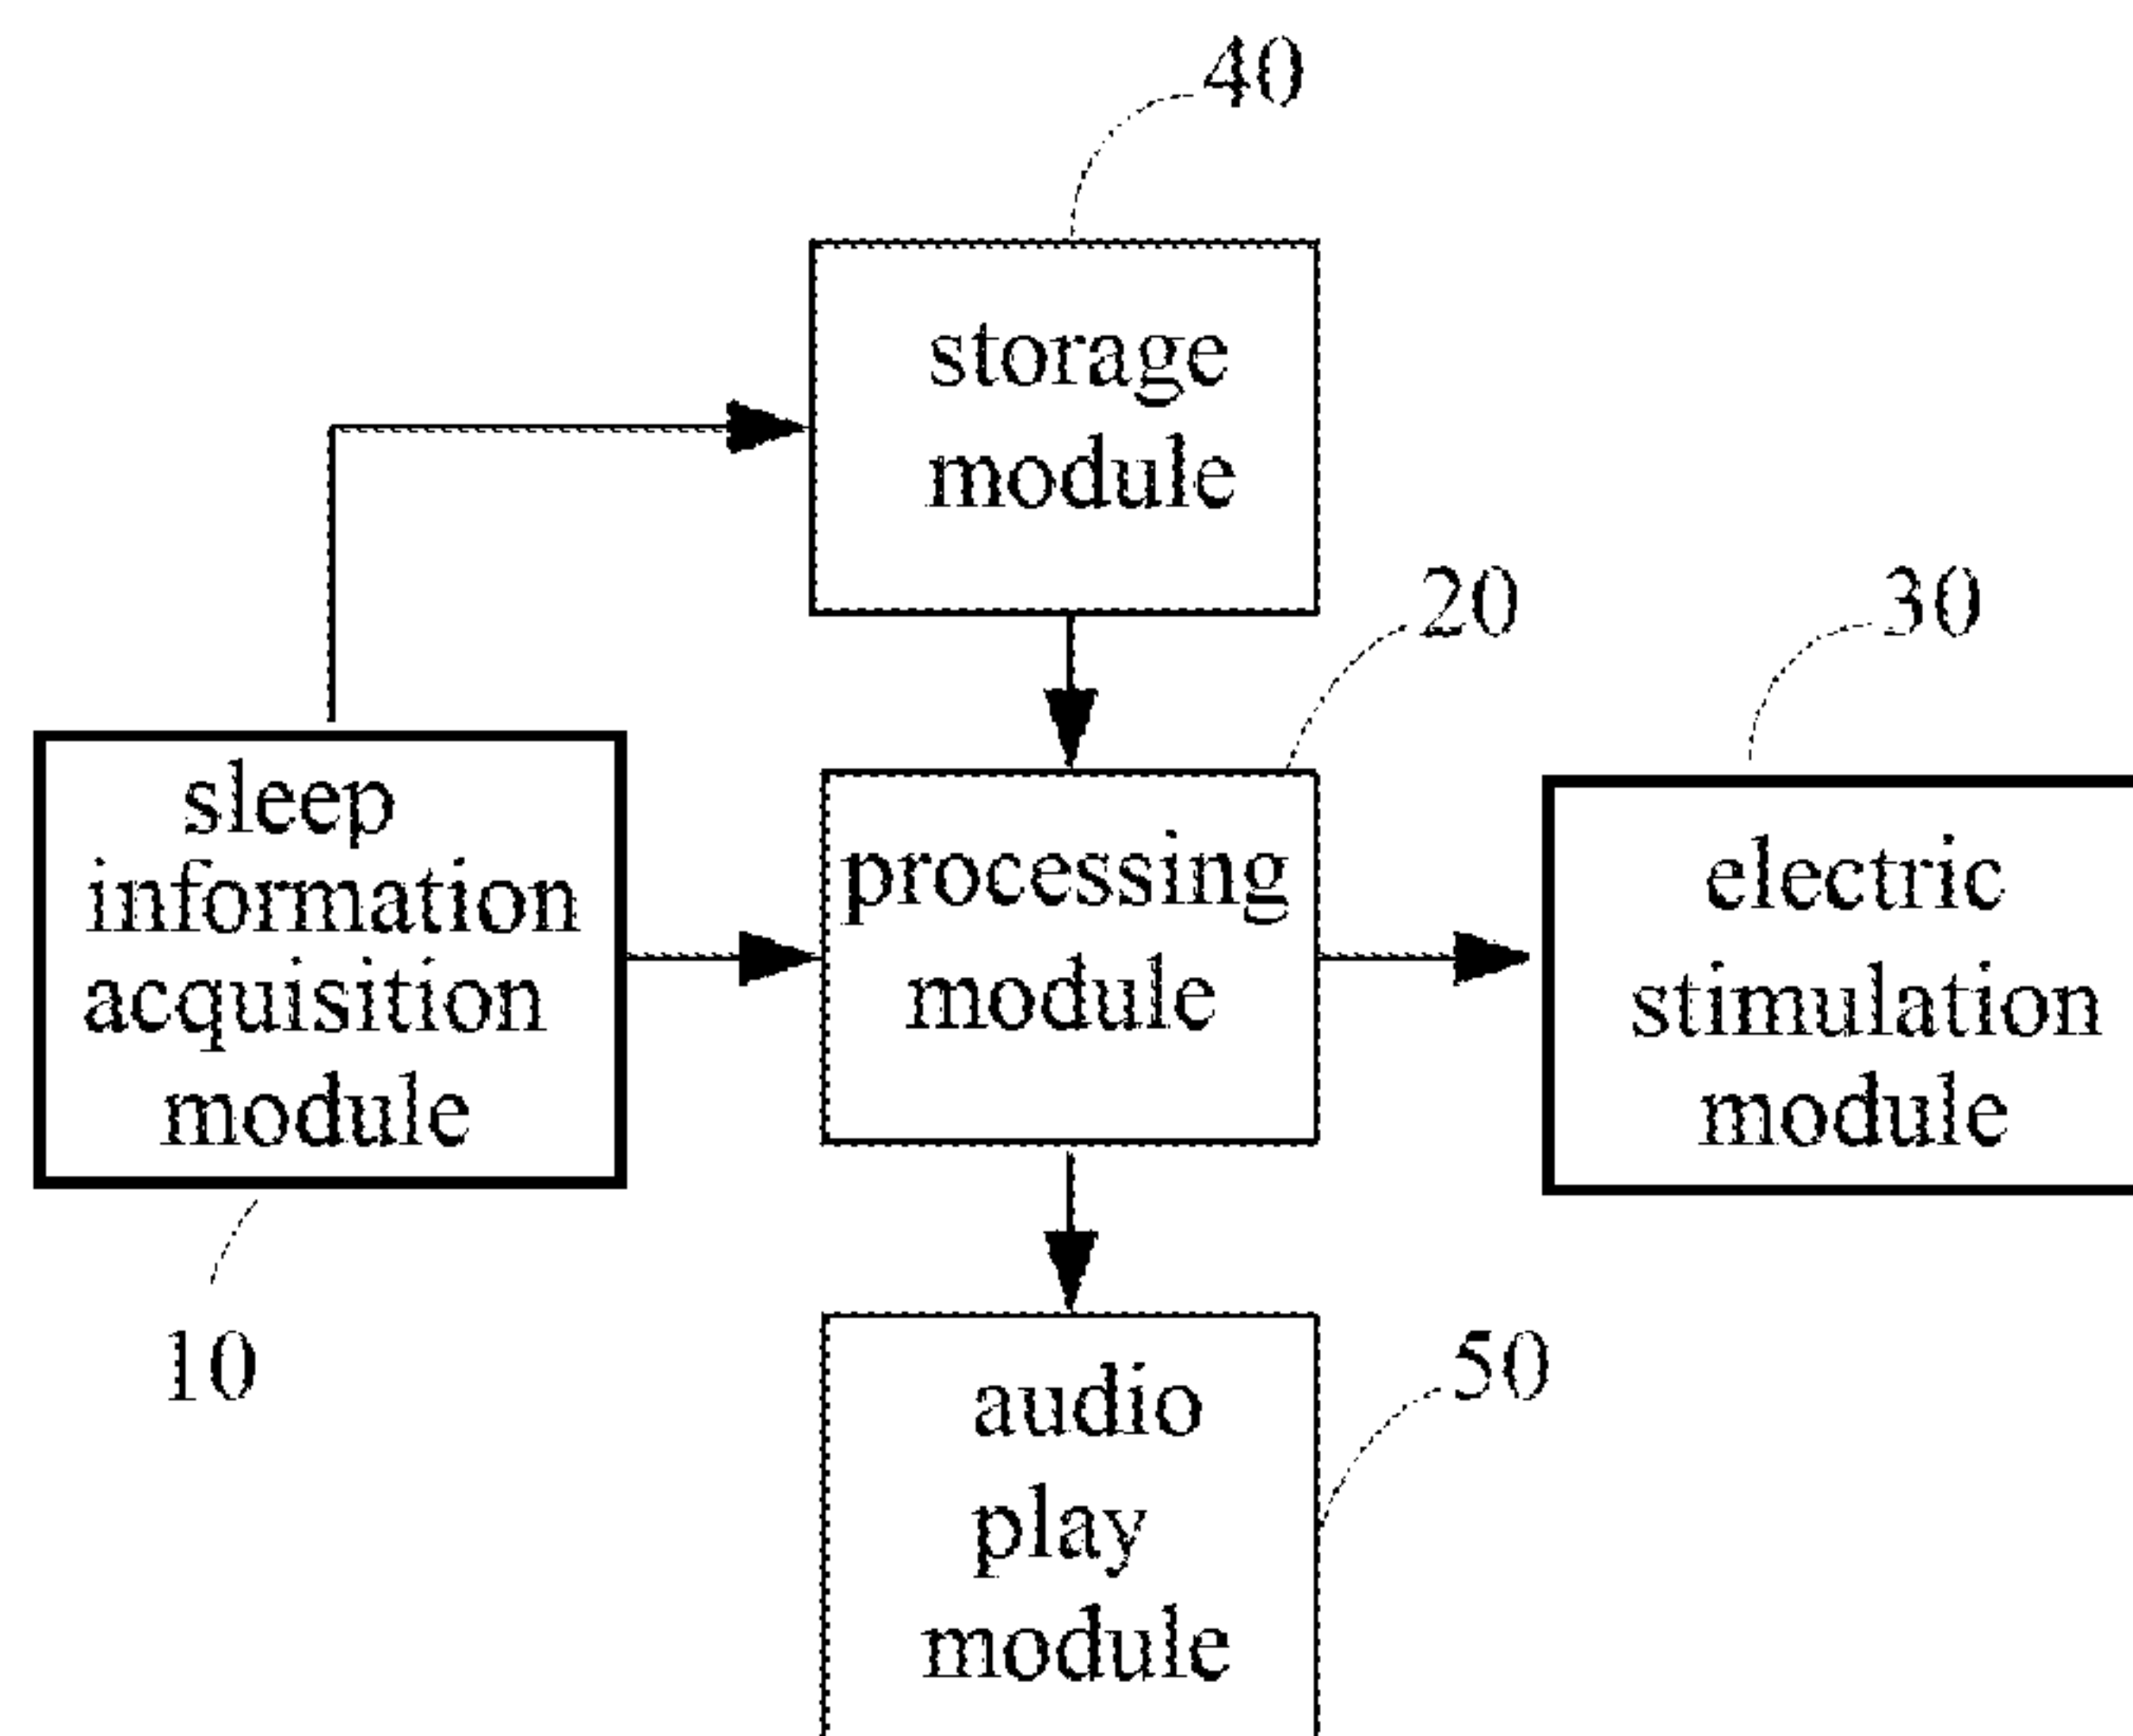 40
storage
module
20
30
sleep
information
acquisition
module
processing
module
electric
stimulation
module
10
50
audio
play
module